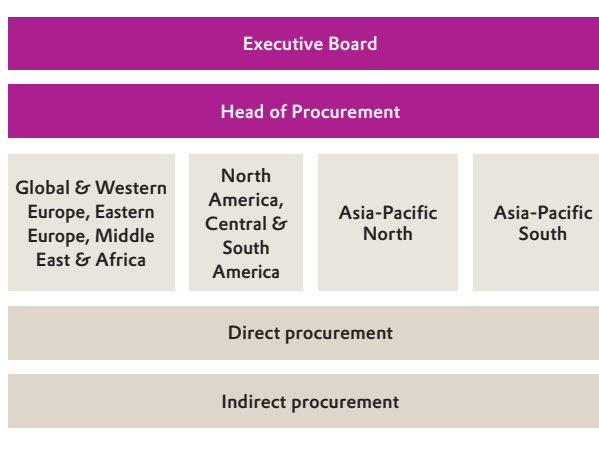 Executive Board
Head of Procurement
Global & Western
Europe, Eastern
Europe, Middle
East & Africa
North
America,
Central &
South
America
Asia-Pacific
North
Asia-Pacific
South
Direct procurement
Indirect procurement